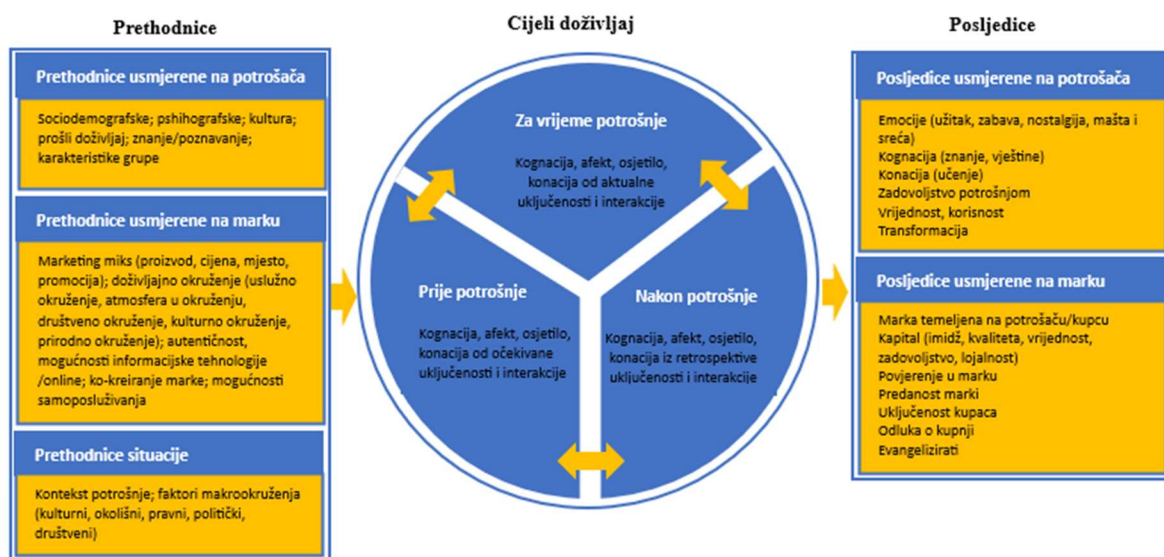 Prethodnice
Prethodnice usmjerene na potrošača
Sociodemografske; pshihografske; kultura;
prošli doživljaj; znanje/poznavanje;
karakteristike grupe
Prethodnice usmjerene na marku
Marketing miks (proizvod, cijena, mjesto,
promocija); doživljajno okruženje (uslužno
okruženje, atmosfera u okruženju,
društveno okruženje, kulturno okruženje,
prirodno okruženje); autentičnost,
mogućnosti informacijske tehnologije
/online; ko-kreiranje marke; mogućnosti
samoposluživanja
Prethodnice situacije
Kontekst potrošnje; faktori makrookruženja
(kulturni, okolišni, pravni, politički,
društveni)
Cijeli doživljaj
Za vrijeme potrošnje
Kognacija, afekt, osjetilo,
konacija od aktualne
uključenosti i interakcije
Prije potrošnje
Kognacija, afekt, osjetilo,
konacija od očekivane
uključenosti i interakcije
Nakon potrošnje
Kognacija, afekt, osjetilo,
konacija iz retrospektive
uključenosti i interakcije
Posljedice
Posljedice usmjerene na potrošača
Emocije (užitak, zabava, nostalgija, mašta i
sreća)
Kognacija (znanje, vještine)
Konacija (učenje)
Zadovoljstvo potrošnjom
Vrijednost, korisnost
Transformacija
Posljedice usmjerene na marku
Marka temeljena na potrošaču/kupcu
Kapital (imidž, kvaliteta, vrijednost,
zadovoljstvo, lojalnost)
Povjerenje u marku
Predanost marki
Uključenost kupaca
Odluka o kupnji
Evangelizirati